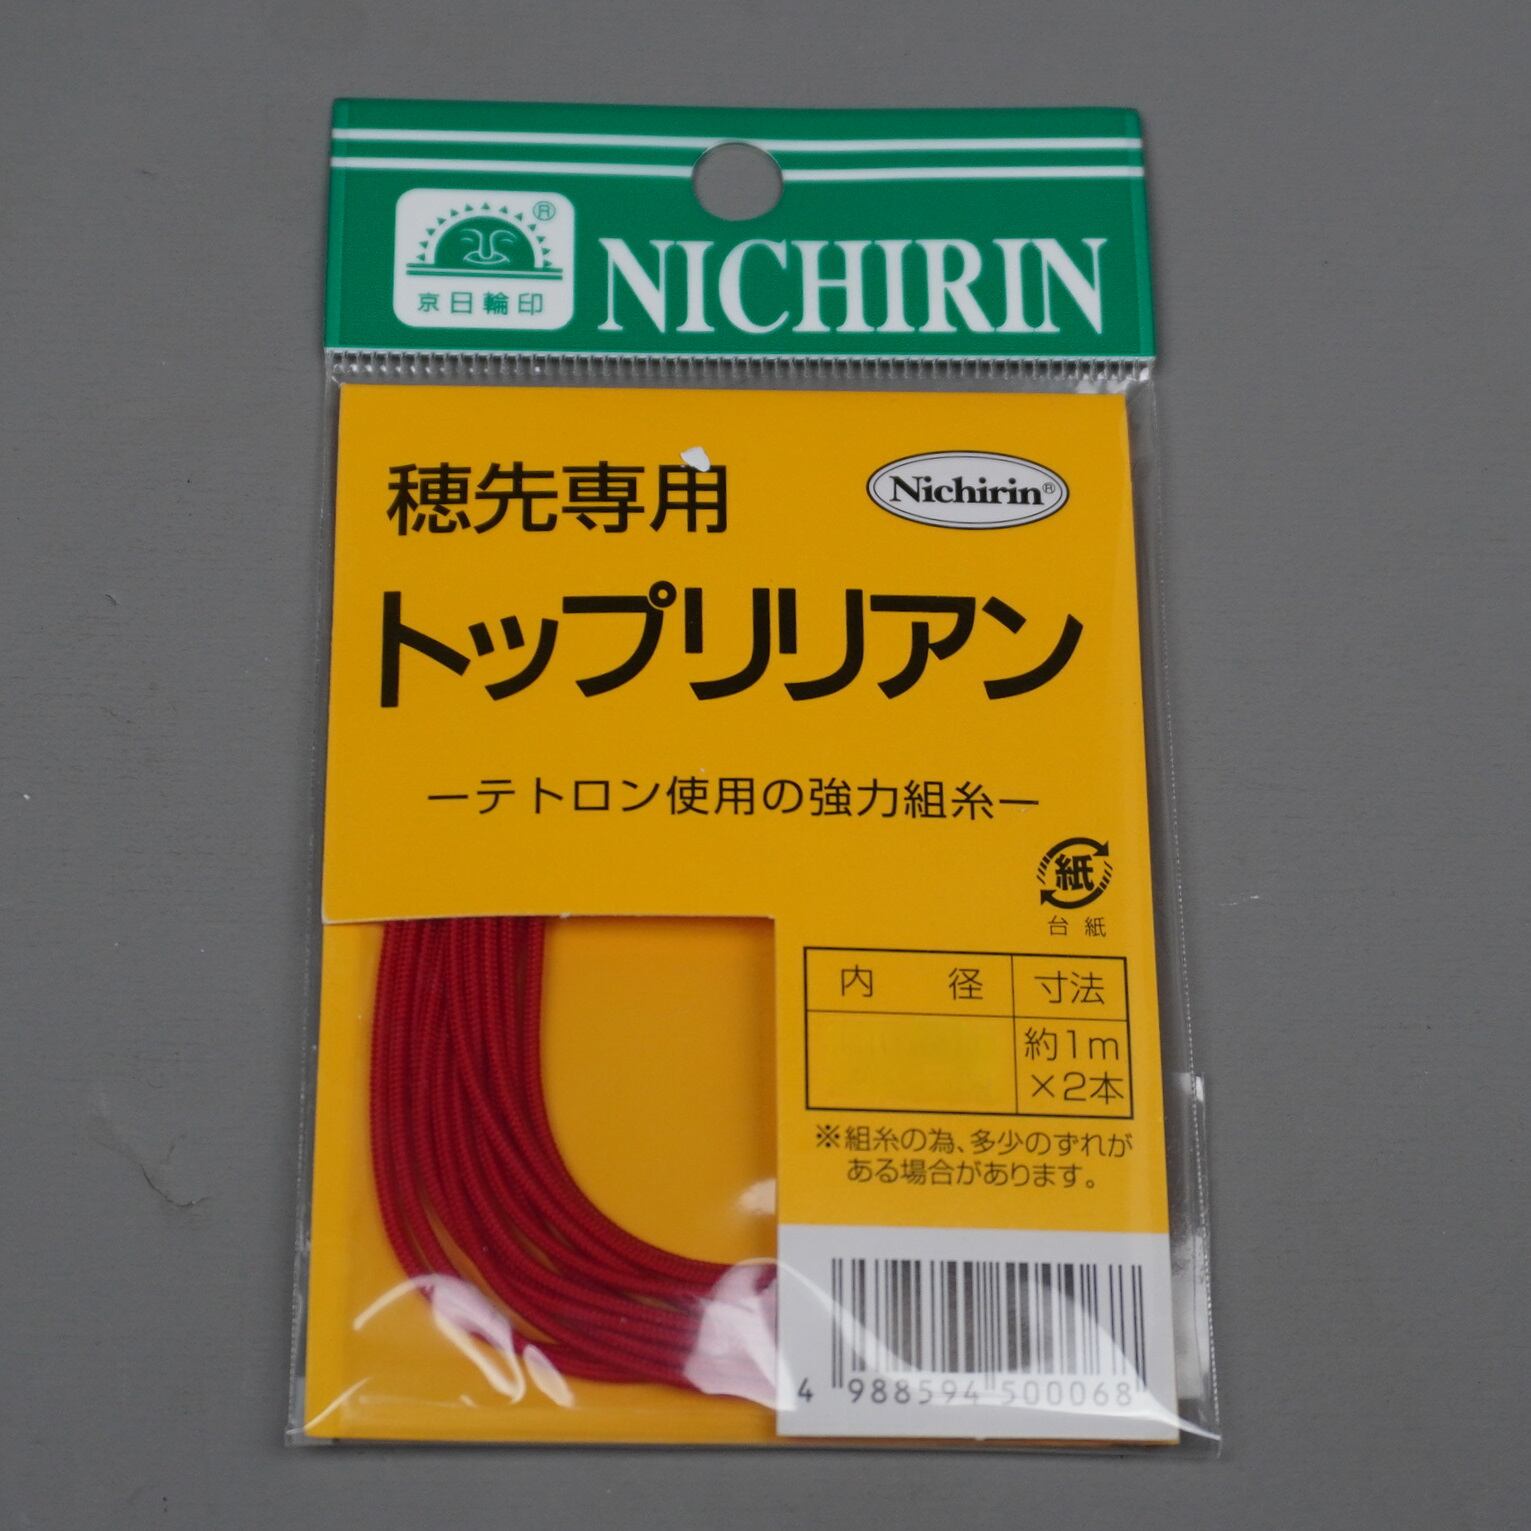 京日輪印
NICHIRIN
穂先専用
Nichirin
トップリリアン
ーテトロン使用の強力組糸ー
紙
台紙
内 径 寸法
約1m
×2本
※組糸の為、多少のずれが
ある場合があります。
4 988594 500068